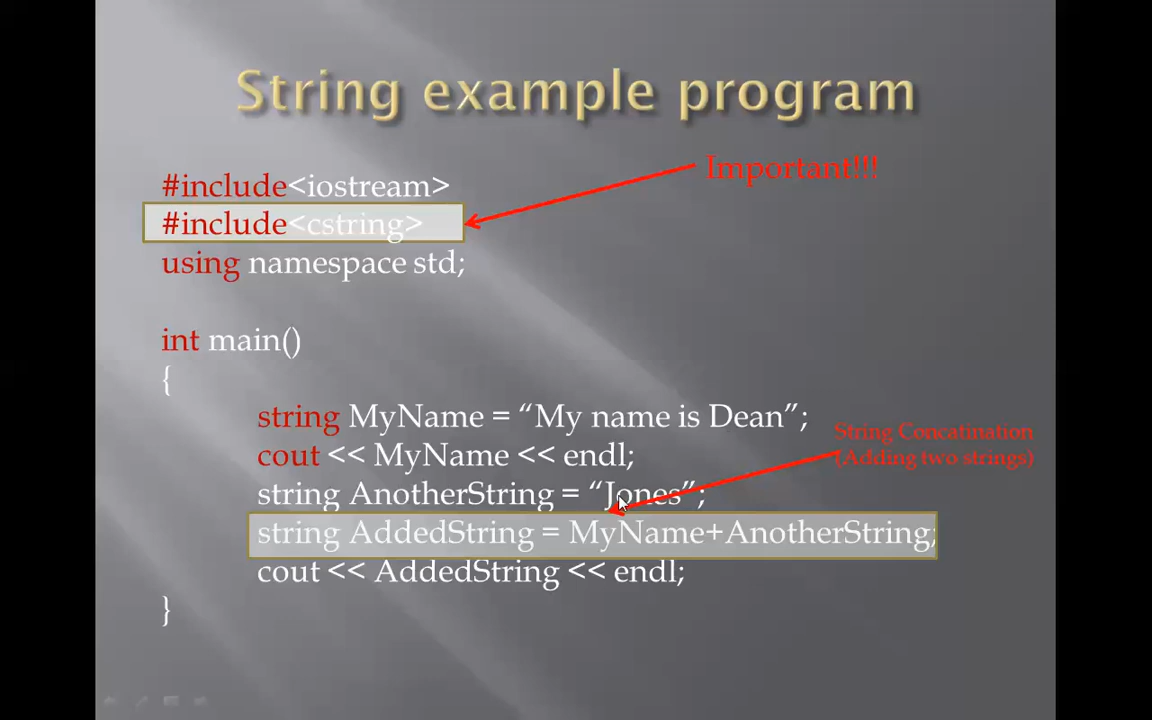 String example program
Important!!!
#include<iostream>
#include<cstring>
using namespace std;
int main()
{
string MyName = “My name is Dean”;
cout << MyName << endl;
String Concatination
(Adding two strings)
string AnotherString = “Jones”;
string AddedString = MyName+AnotherString;
cout << AddedString << endl;
}